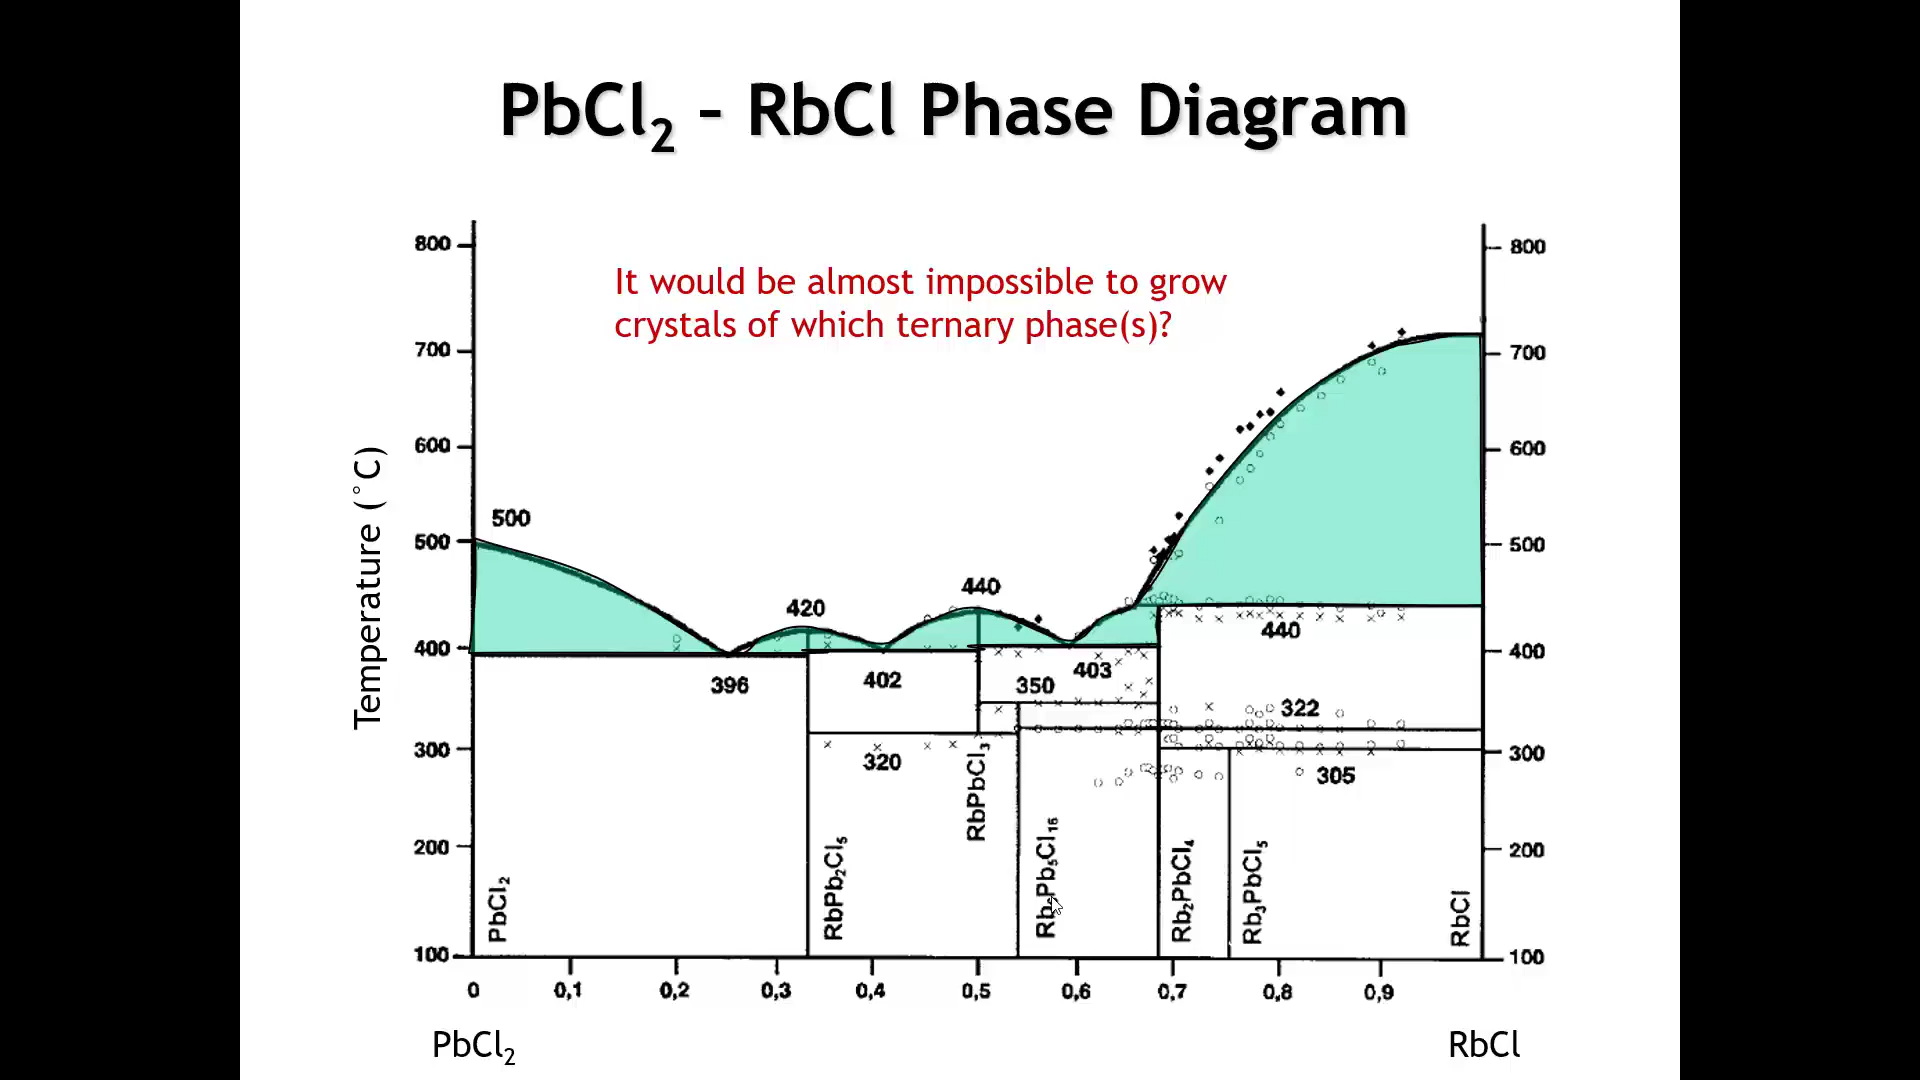 PbCl₂ – RbCl Phase Diagram
It would be almost impossible to grow
crystals of which ternary phase(s)?
Temperature (°C)
800
700
600
500
400
300
200
100
800
700
600
500
400
300
200
100
500
420
440
396
402
350
403
440
322
320
305
PbCl₂
RbPb₂Cl₅
RbPbCl₃
Rb₆Pb₅Cl₁₆
Rb₂PbCl₄
Rb₃PbCl₅
RbCl
0 0,1 0,2 0,3 0,4 0,5 0,6 0,7 0,8 0,9
PbCl₂ RbCl